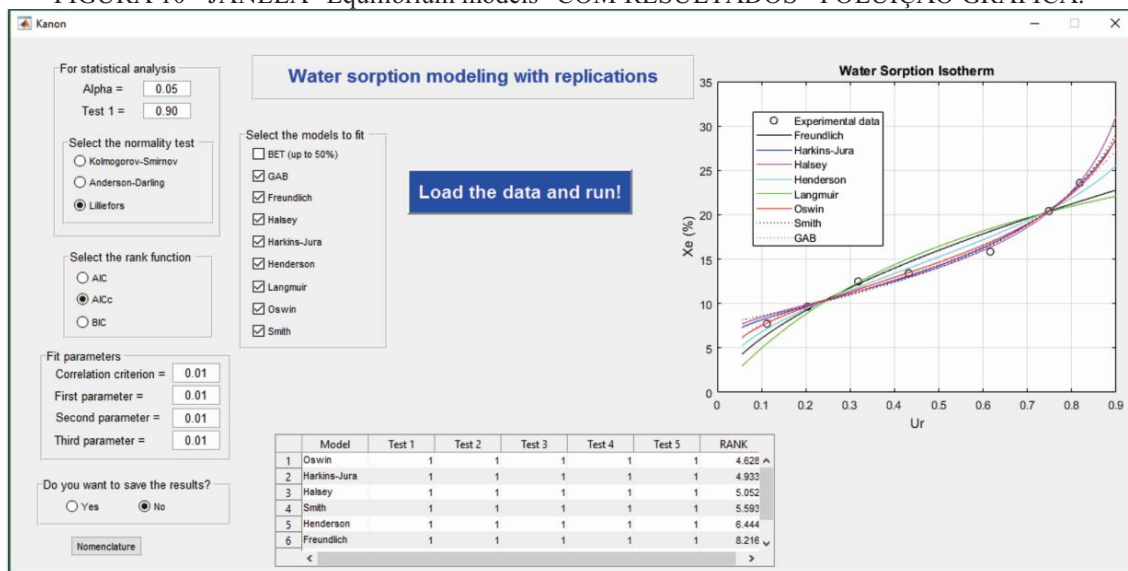 FIGURA 10 - JANELA "Equilibrium models" COM RESULTADOS - POLUIÇÃO GRÁFICA.
Kanon
For statistical analysis
Alpha = 0.05
Test 1 = 0.90
Select the normality test
Kolmogorov-Smirnov
Anderson-Darling
Lilliefors
Select the rank function
AIC
AICc
BIC
Fit parameters
Correlation criterion = 0.01
First parameter = 0.01
Second parameter = 0.01
Third parameter = 0.01
Do you want to save the results?
Yes No
Nomenclature
Water sorption modeling with replications
Select the models to fit
BET (up to 50%)
GAB
Freundlich
Halsey
Harkins-Jura
Henderson
Langmuir
Oswin
Smith
Load the data and run!
Water Sorption Isotherm
35
30
25
20
15
10
5
0
Xe (%)
Experimental data
Freundlich
Harkins-Jura
Halsey
Henderson
Langmuir
Oswin
Smith
GAB
0 0.1 0.2 0.3 0.4 0.5 0.6 0.7 0.8 0.9
Ur
Model Test 1 Test 2 Test 3 Test 4 Test 5 RANK
1 Oswin 1 1 1 1 1 4.628
2 Harkins-Jura 1 1 1 1 1 4.933
3 Halsey 1 1 1 1 1 5.052
4 Smith 1 1 1 1 1 5.593
5 Henderson 1 1 1 1 1 6.444
6 Freundlich 1 1 1 1 1 8.216